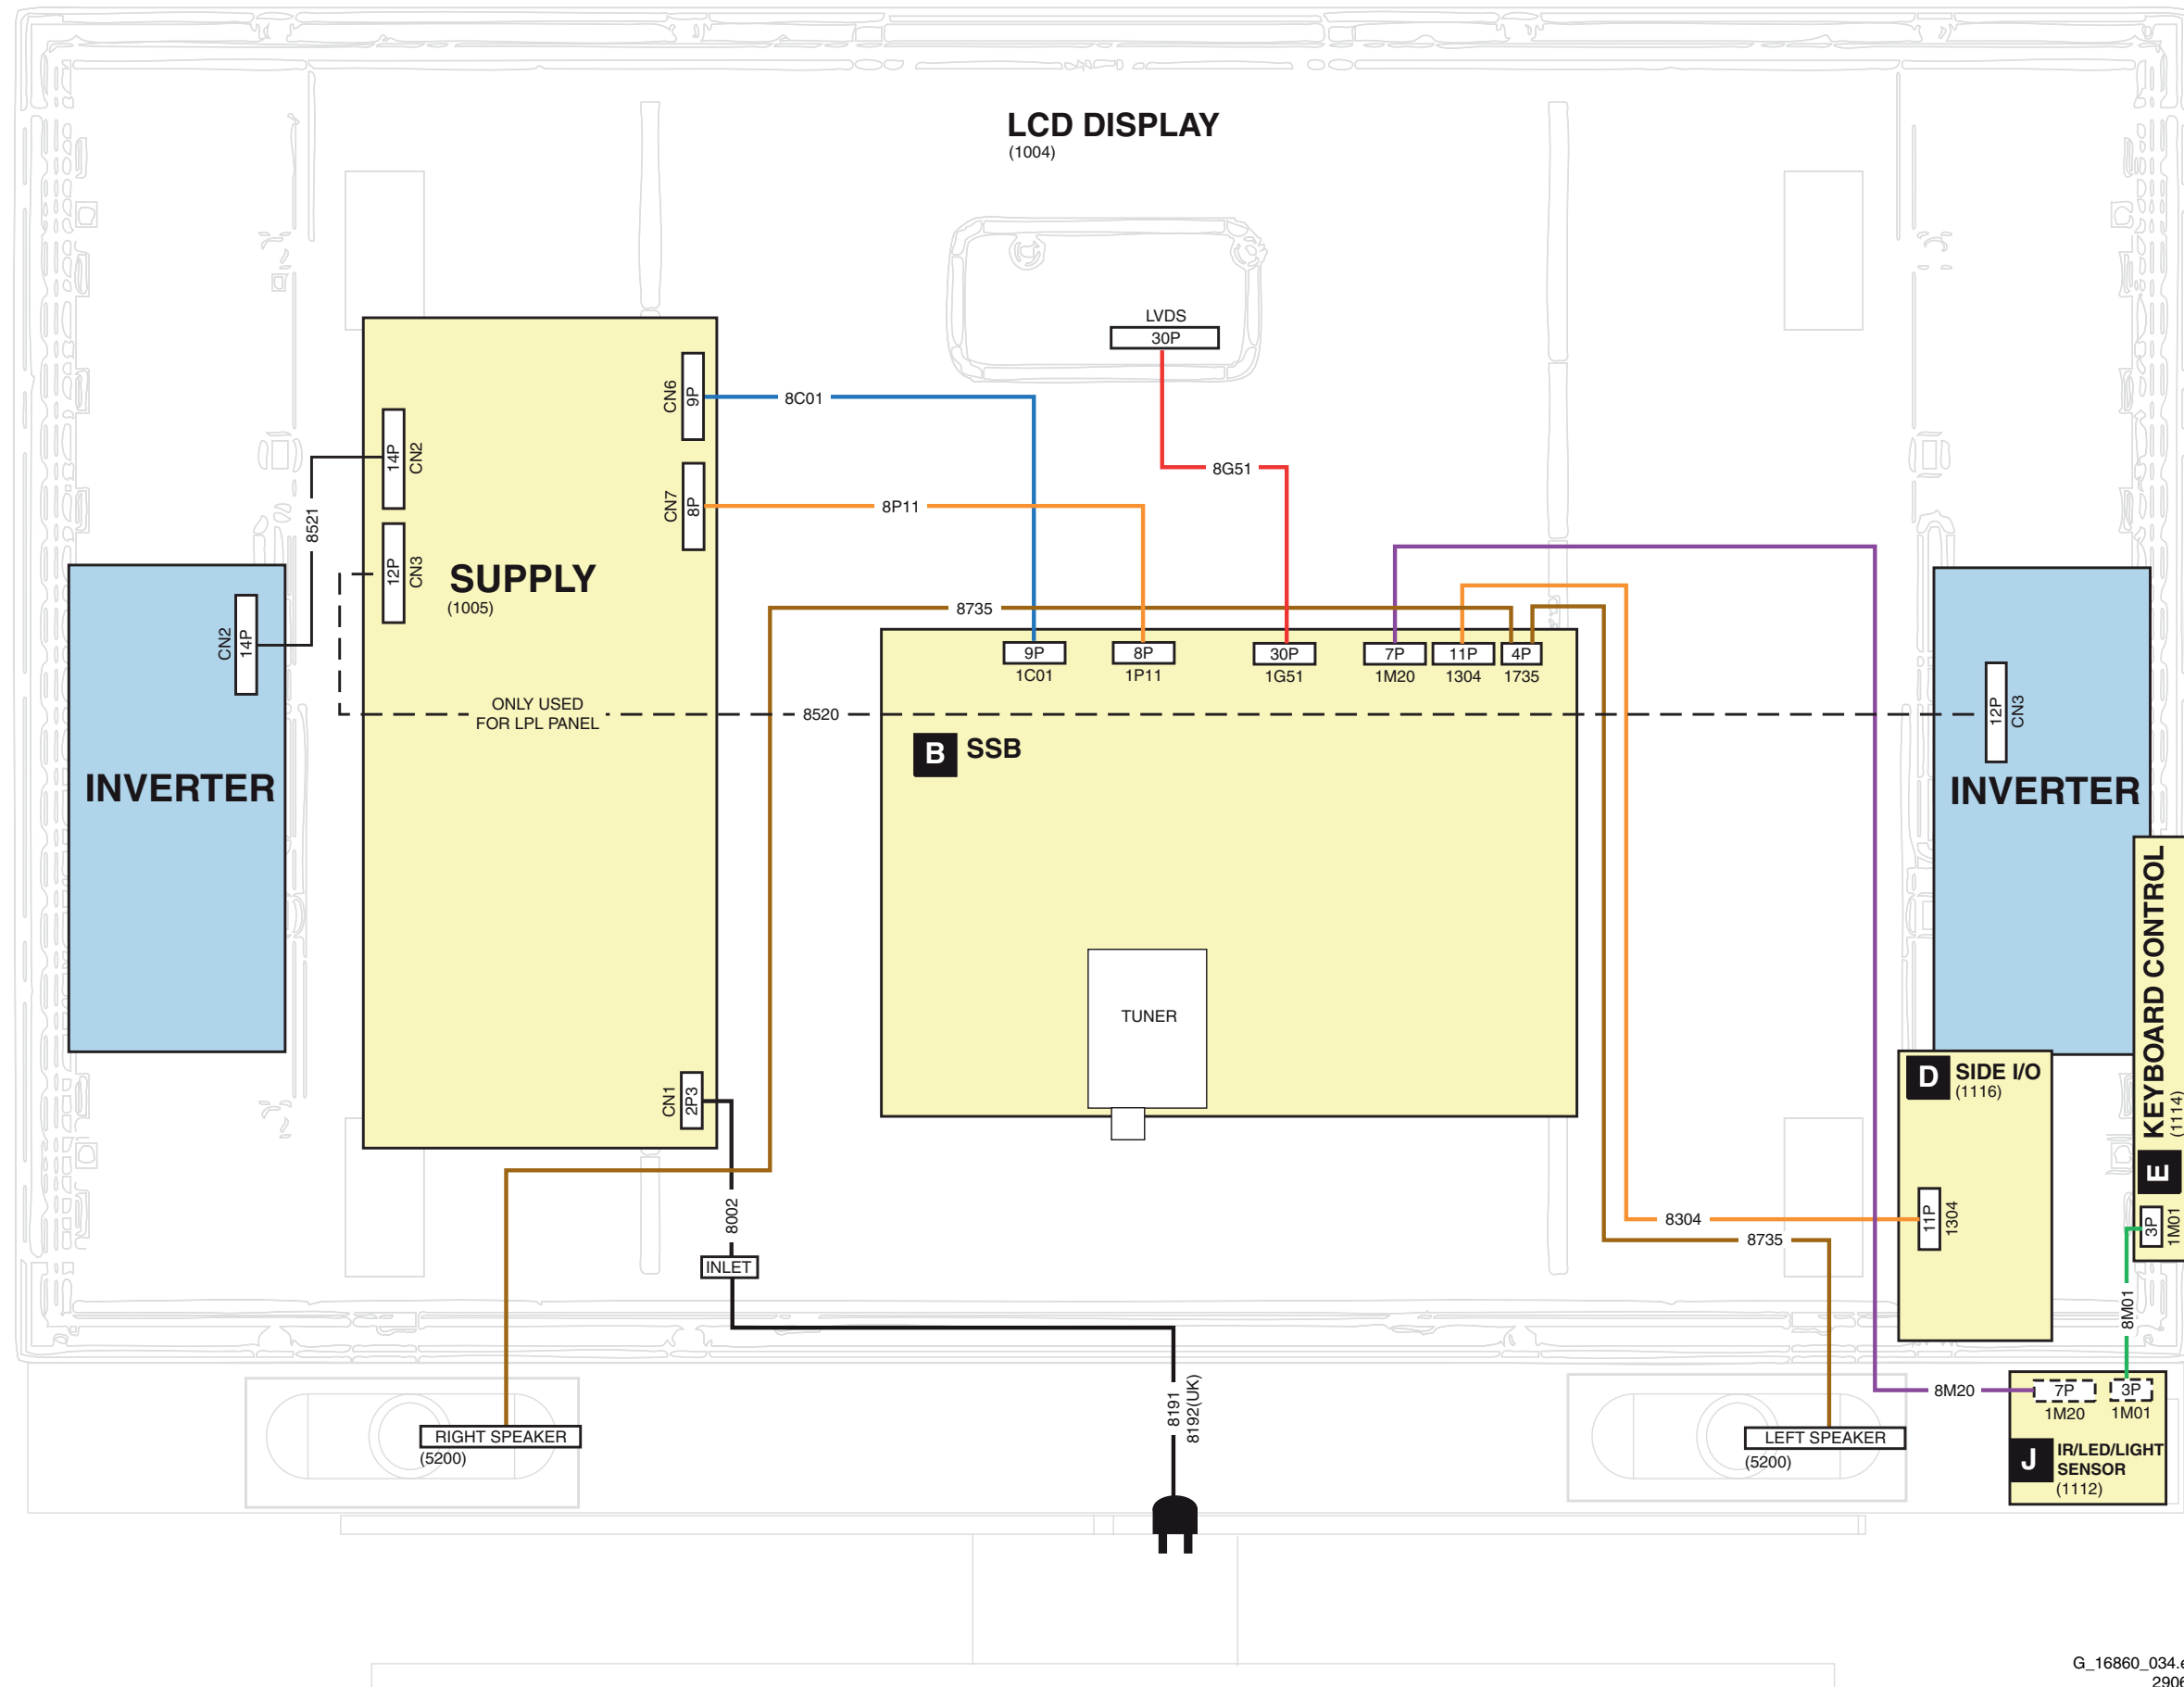 LCD DISPLAY
(1004)
LVDS
30P
CN6
9P
8C01
14P
CN2
8G51
CN7
8P
8P11
8521
12P
CN3
SUPPLY
(1005)
8735
CN2
14P
9P
1C01
8P
1P11
30P
1G51
7P
1M20
11P
1304
4P
1735
ONLY USED
FOR LPL PANEL
8520
12P
CN3
B
SSB
INVERTER
INVERTER
TUNER
KEYBOARD CONTROL
(1114)
E
3P
1M01
D
SIDE I/O
(1116)
CN1
2P3
11P
1304
8002
8304
8735
INLET
8M01
8191
8192(UK)
8M20
7P
1M20
3P
1M01
RIGHT SPEAKER
(5200)
LEFT SPEAKER
(5200)
J
IR/LED/LIGHT
SENSOR
(1112)
G_16860_034.e
2906